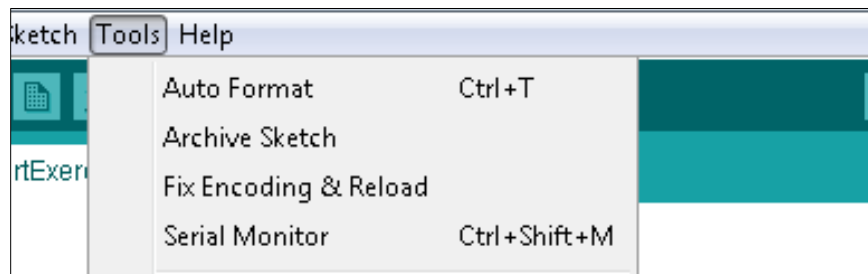 ketch Tools Help
Auto Format Ctrl+T
Archive Sketch
rtExer
Fix Encoding & Reload
Serial Monitor Ctrl+Shift+M